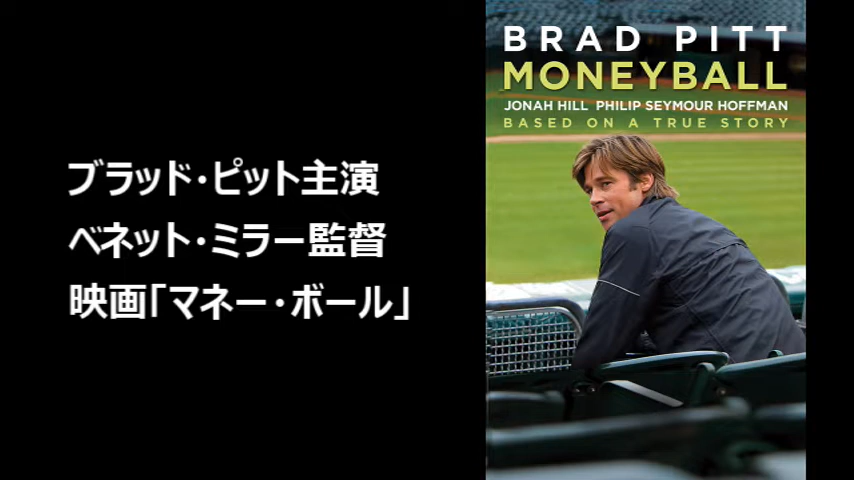 ブラッド・ピット主演
ベネット・ミラー監督
映画「マネー・ボール」
BRAD PITT
MONEYBALL
JONAH HILL PHILIP SEYMOUR HOFFMAN
BASED ON A TRUE STORY